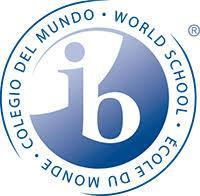 COLEGIO DEL MUNDO · WORLD SCHOOL · ÉCOLE DU MONDE ·
ib
®